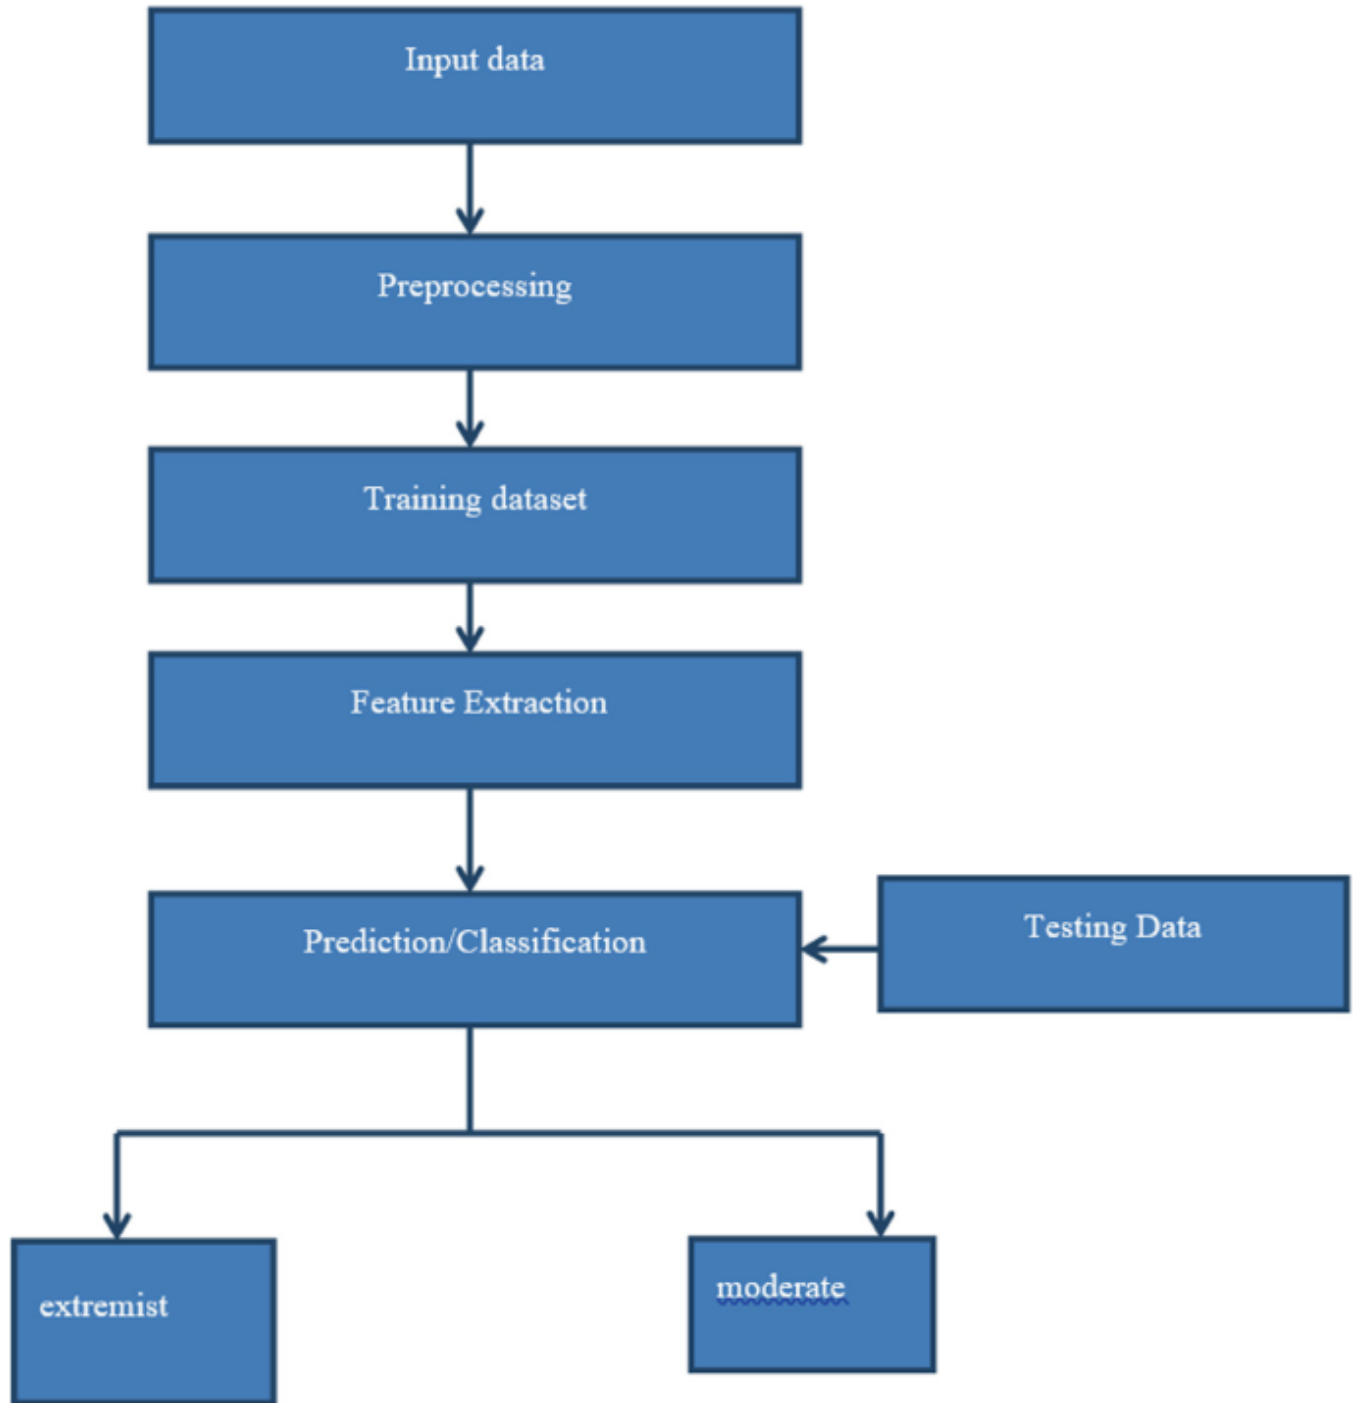 Input data
Preprocessing
Training dataset
Feature Extraction
Prediction/Classification
Testing Data
extremist
moderate